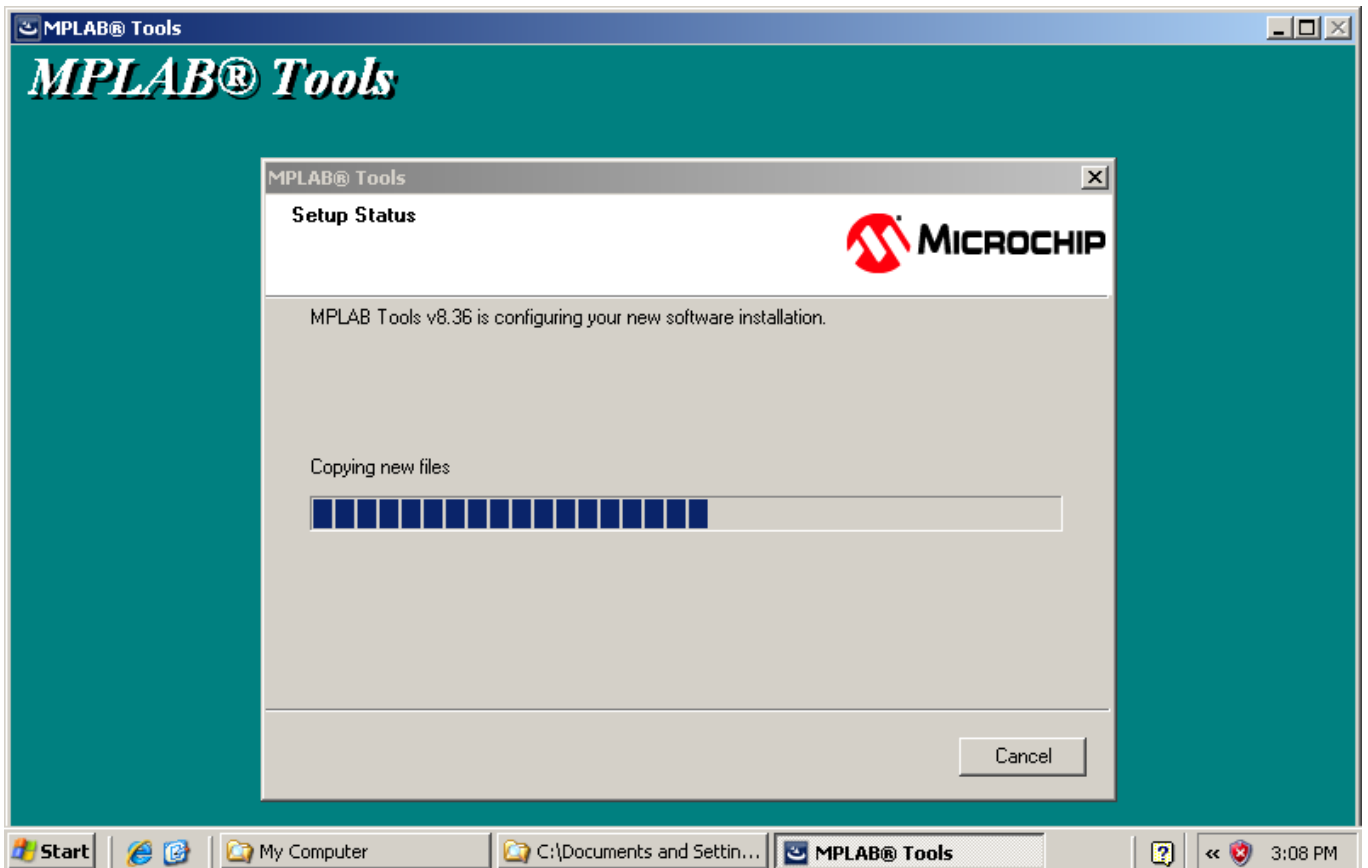 MPLAB® Tools
MPLAB® Tools
MPLAB® Tools
Setup Status
MICROCHIP
MPLAB Tools v8.36 is configuring your new software installation.
Copying new files
Cancel
Start
My Computer
C:\Documents and Settin...
MPLAB® Tools
?
«
3:08 PM